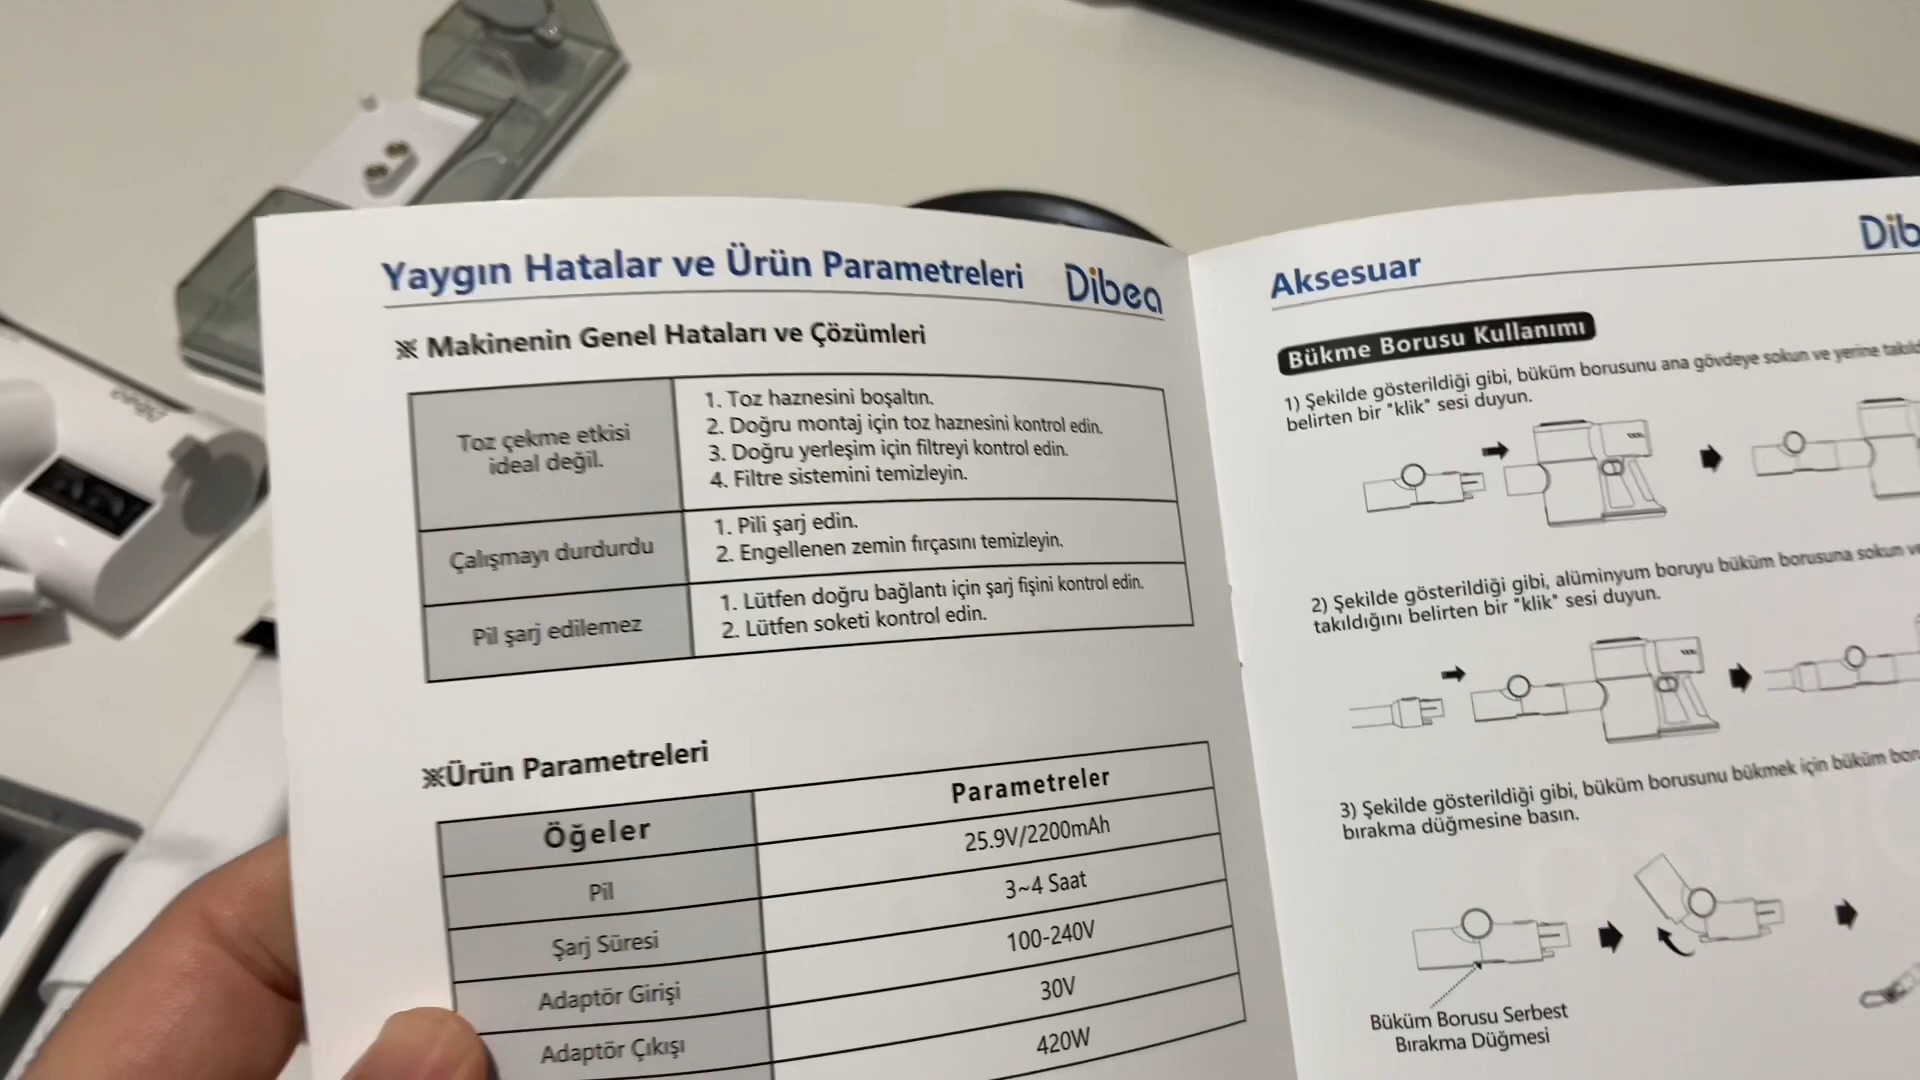 Yaygın Hatalar ve Ürün Parametreleri
Dibea
※ Makinenin Genel Hataları ve Çözümleri
Toz çekme etkisi
ideal değil.
1. Toz haznesini boşaltın.
2. Doğru montaj için toz haznesini kontrol edin.
3. Doğru yerleşim için filtreyi kontrol edin.
4. Filtre sistemini temizleyin.
Çalışmayı durdurdu
1. Pili şarj edin.
2. Engellenen zemin fırçasını temizleyin.
Pil şarj edilemez
1. Lütfen doğru bağlantı için şarj fişini kontrol edin.
2. Lütfen soketi kontrol edin.
※Ürün Parametreleri
Öğeler
Parametreler
Pil
25.9V/2200mAh
Şarj Süresi
3~4 Saat
Adaptör Girişi
100-240V
Adaptör Çıkışı
30V
420W
Aksesuar
Dib
Bükme Borusu Kullanımı
1) Şekilde gösterildiği gibi, büküm borusunu ana gövdeye sokun ve yerine takıld
belirten bir "klik" sesi duyun.
2) Şekilde gösterildiği gibi, alüminyum boruyu büküm borusuna sokun ve
takıldığını belirten bir "klik" sesi duyun.
3) Şekilde gösterildiği gibi, büküm borusunu bükmek için büküm bor
bırakma düğmesine basın.
Büküm Borusu Serbest
Bırakma Düğmesi